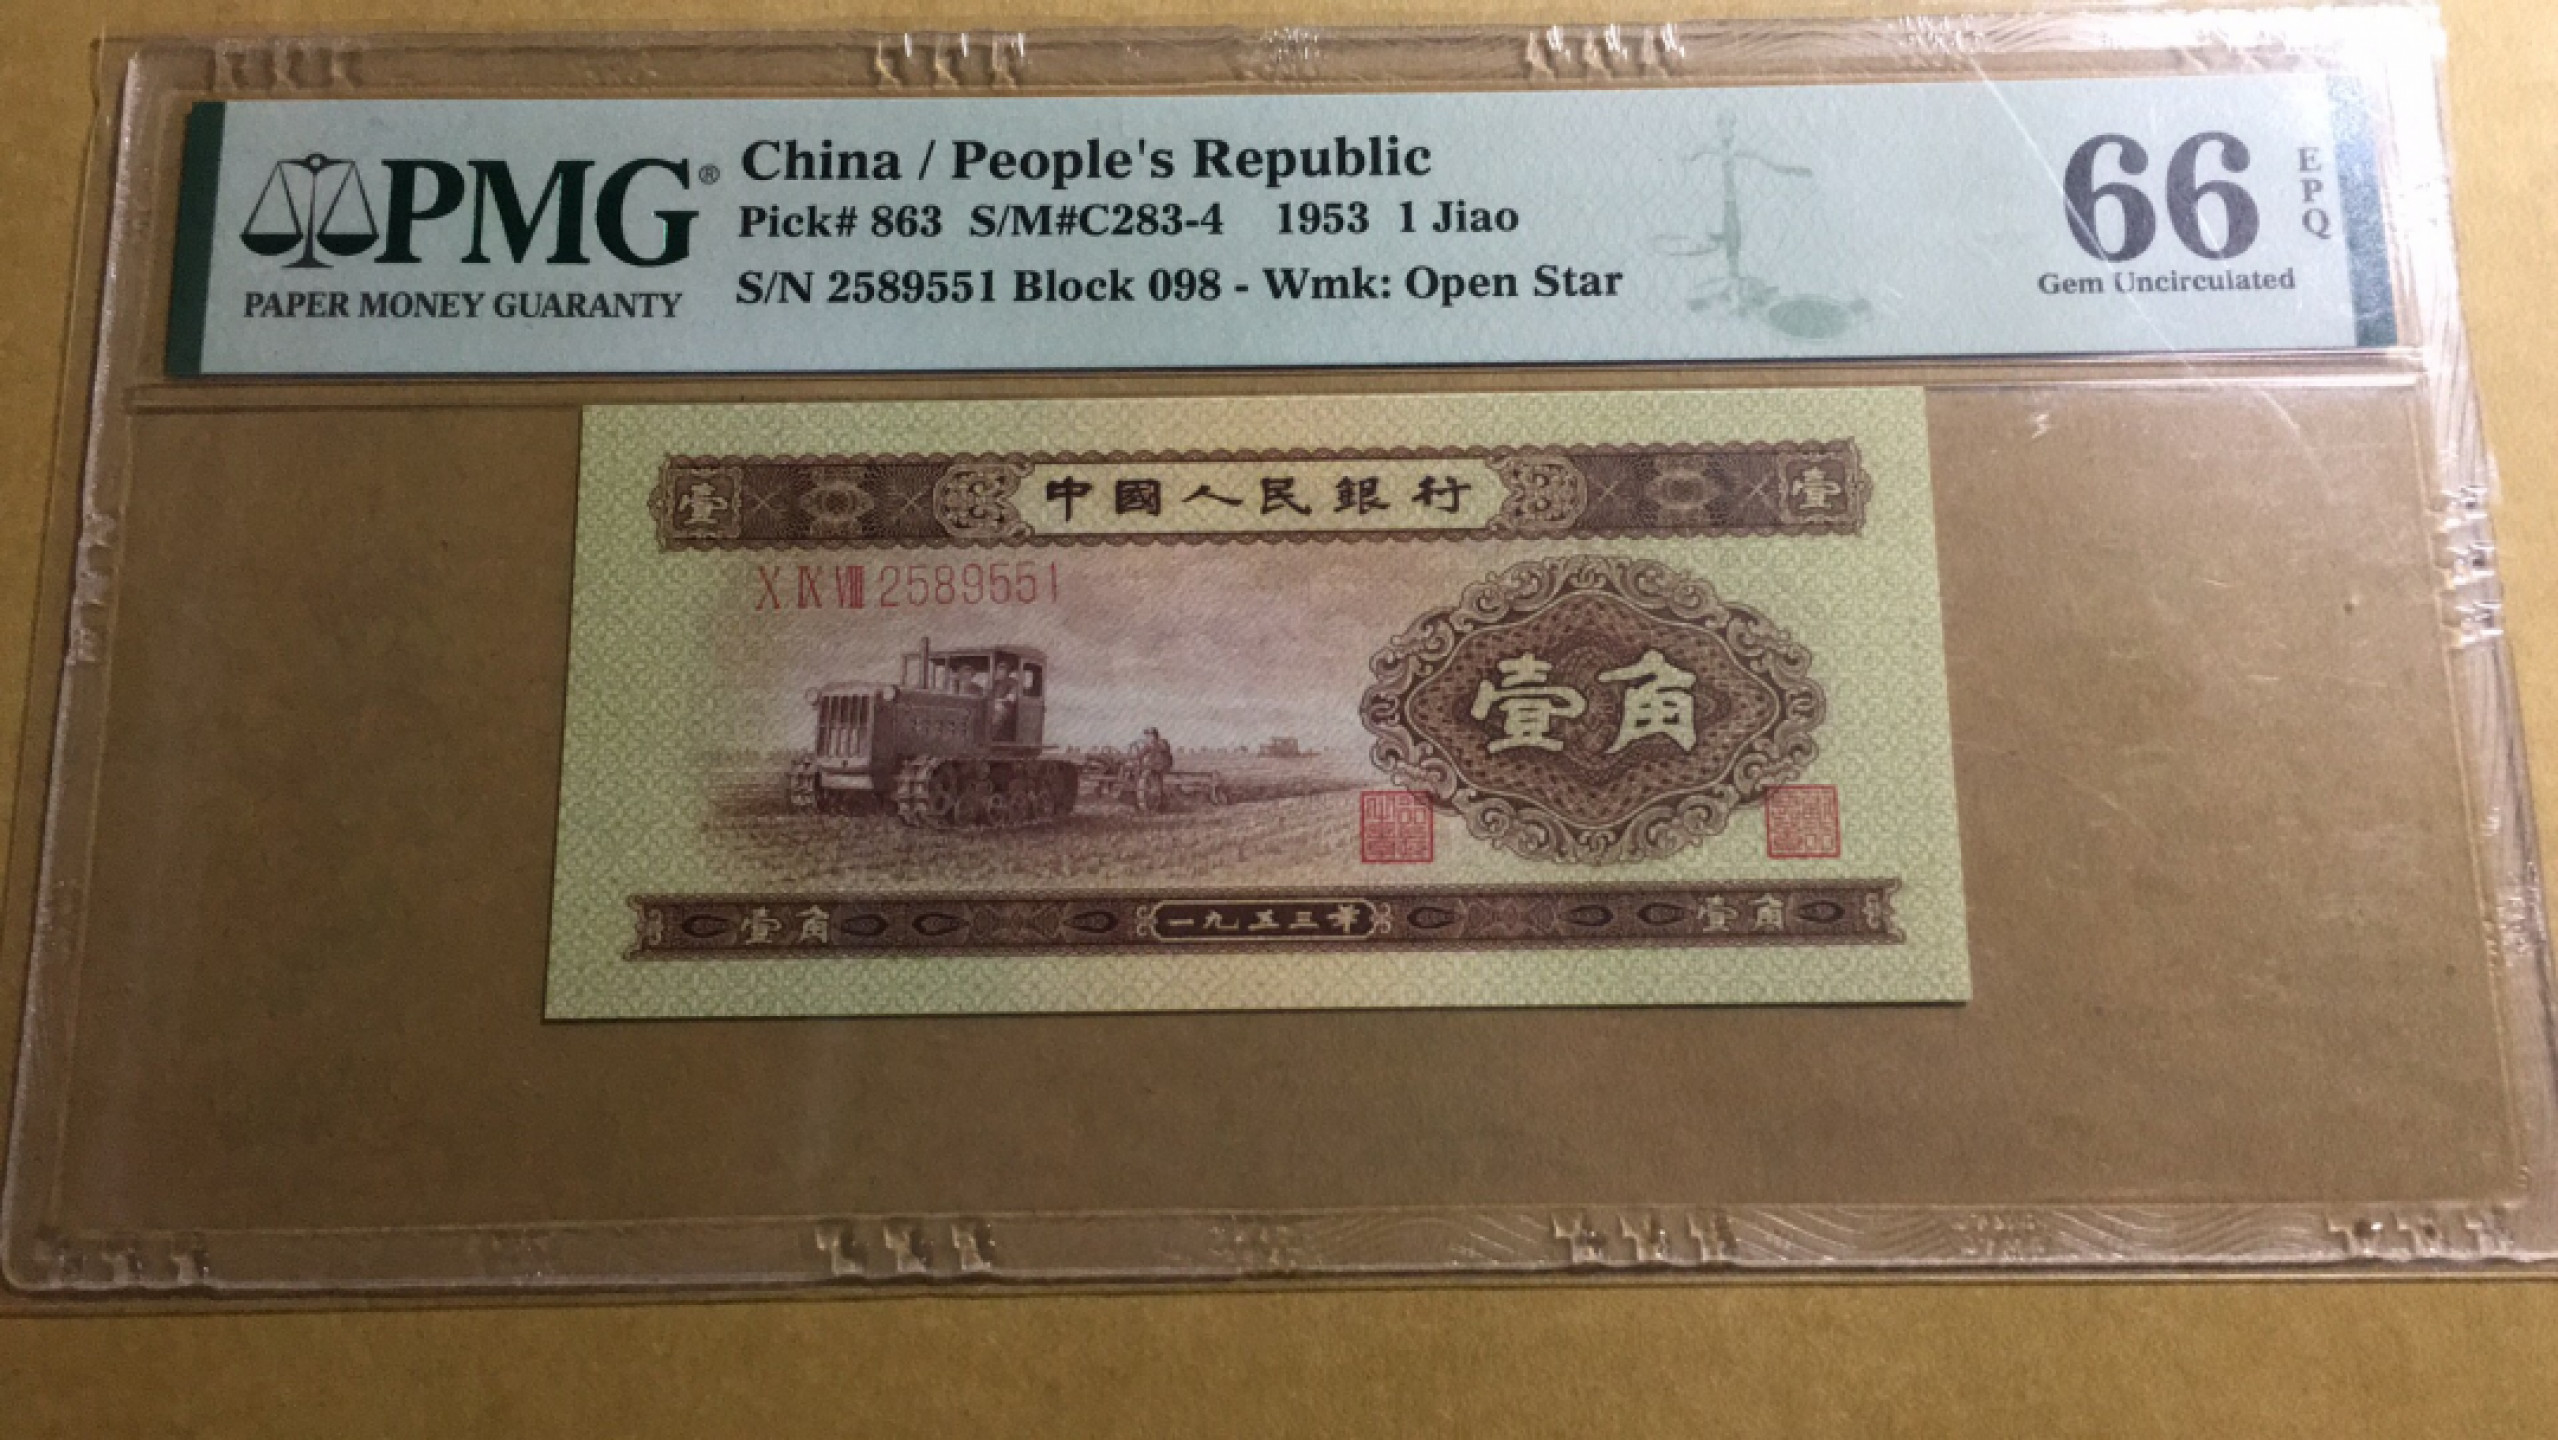 PMG®
PAPER MONEY GUARANTY
China / People's Republic
Pick# 863 S/M#C283-4 1953 1 Jiao
S/N 2589551 Block 098 - Wmk: Open Star
66 EPQ
Gem Uncirculated
壹 中國人民銀行 壹
X IX VIII 2589551
壹角
壹角 一九五三年 壹角